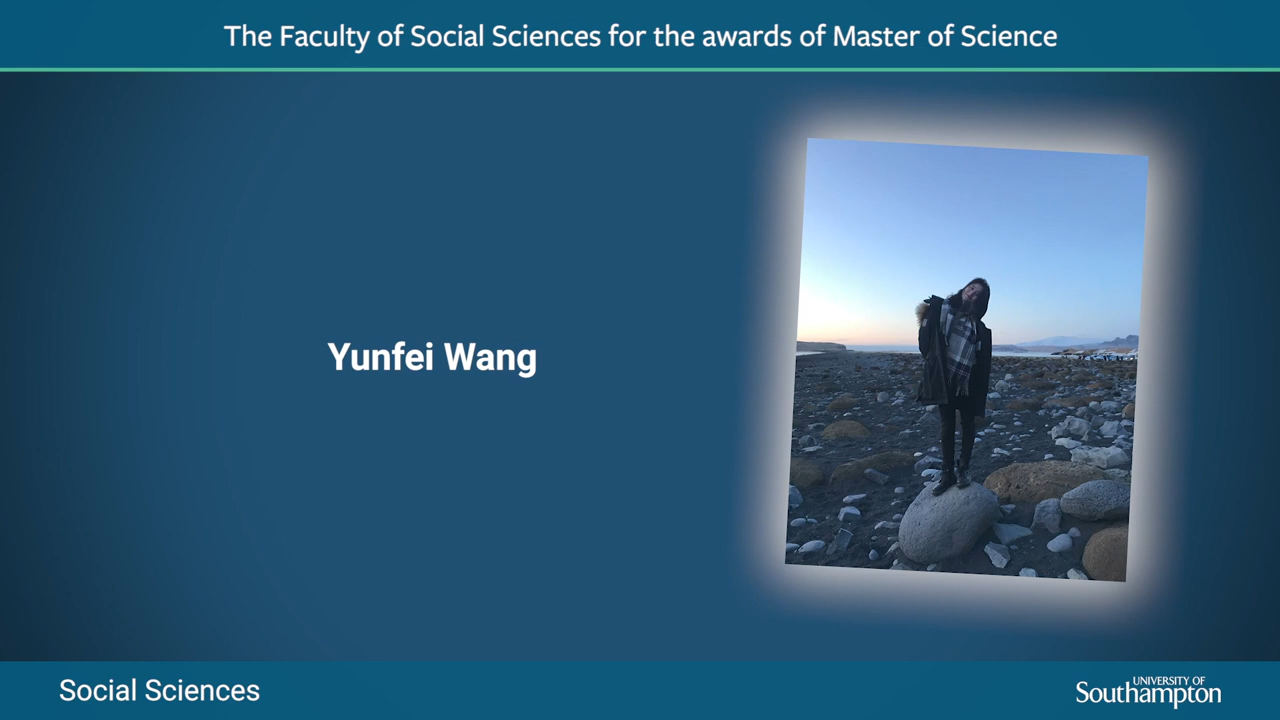 The Faculty of Social Sciences for the awards of Master of Science
Yunfei Wang
Social Sciences
UNIVERSITY OF
Southampton